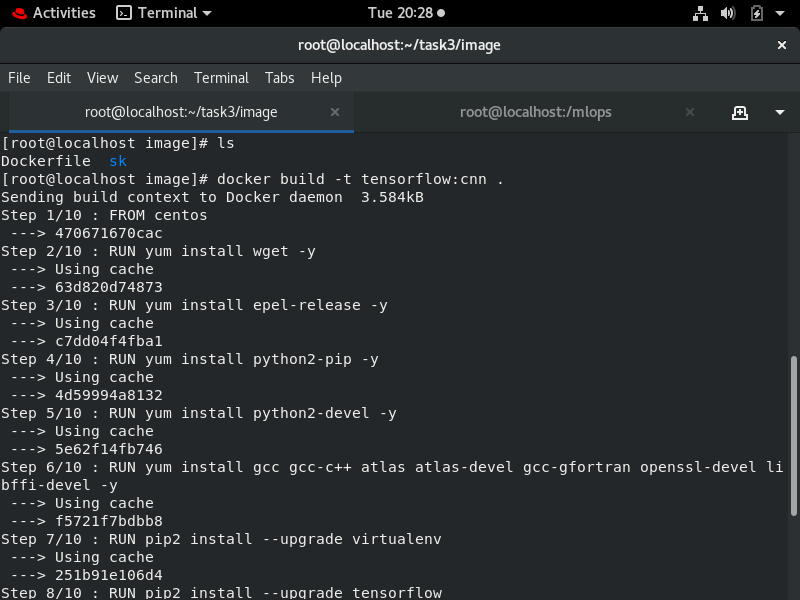 Activities Terminal Tue 20:28
root@localhost:~/task3/image
File Edit View Search Terminal Tabs Help
root@localhost:~/task3/image root@localhost:/mlops
[root@localhost image]# ls
Dockerfile  sk
[root@localhost image]# docker build -t tensorflow:cnn .
Sending build context to Docker daemon  3.584kB
Step 1/10 : FROM centos
 ---> 470671670cac
Step 2/10 : RUN yum install wget -y
 ---> Using cache
 ---> 63d820d74873
Step 3/10 : RUN yum install epel-release -y
 ---> Using cache
 ---> c7dd04f4fba1
Step 4/10 : RUN yum install python2-pip -y
 ---> Using cache
 ---> 4d59994a8132
Step 5/10 : RUN yum install python2-devel -y
 ---> Using cache
 ---> 5e62f14fb746
Step 6/10 : RUN yum install gcc gcc-c++ atlas atlas-devel gcc-gfortran openssl-devel li
bffi-devel -y
 ---> Using cache
 ---> f5721f7bdbb8
Step 7/10 : RUN pip2 install --upgrade virtualenv
 ---> Using cache
 ---> 251b91e106d4
Step 8/10 : RUN pip2 install --upgrade tensorflow